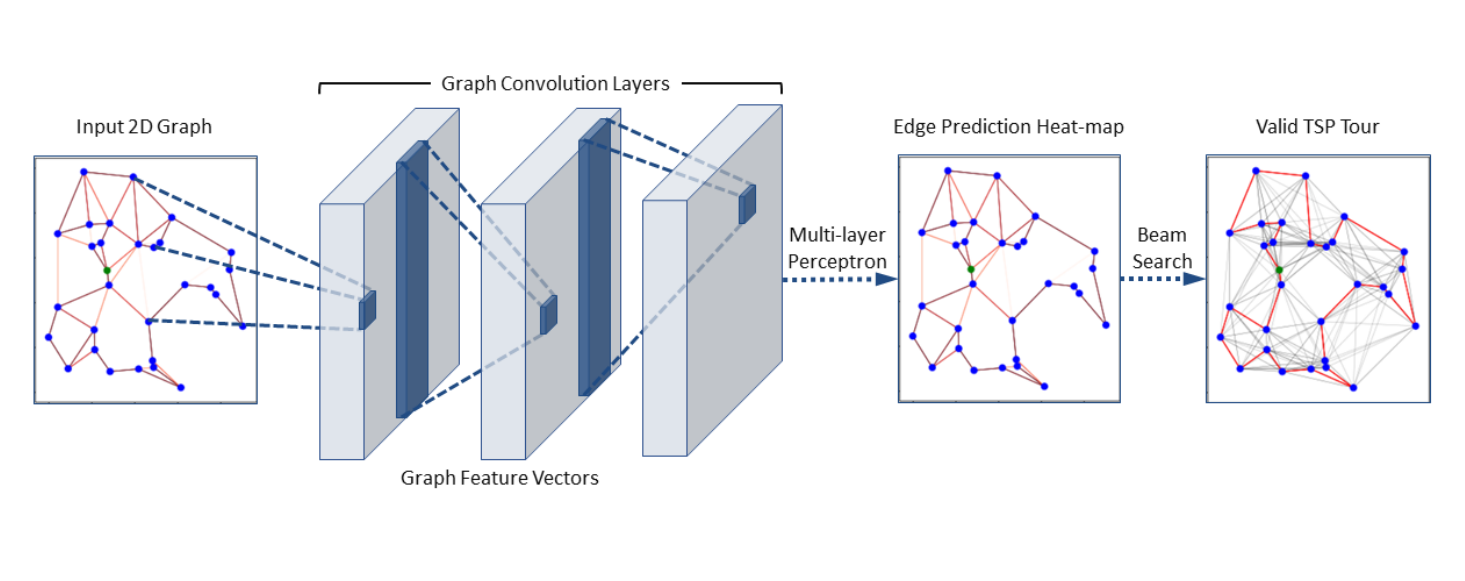 Graph Convolution Layers
Input 2D Graph
Edge Prediction Heat-map
Valid TSP Tour
Multi-layer
Perceptron
Beam
Search
Graph Feature Vectors